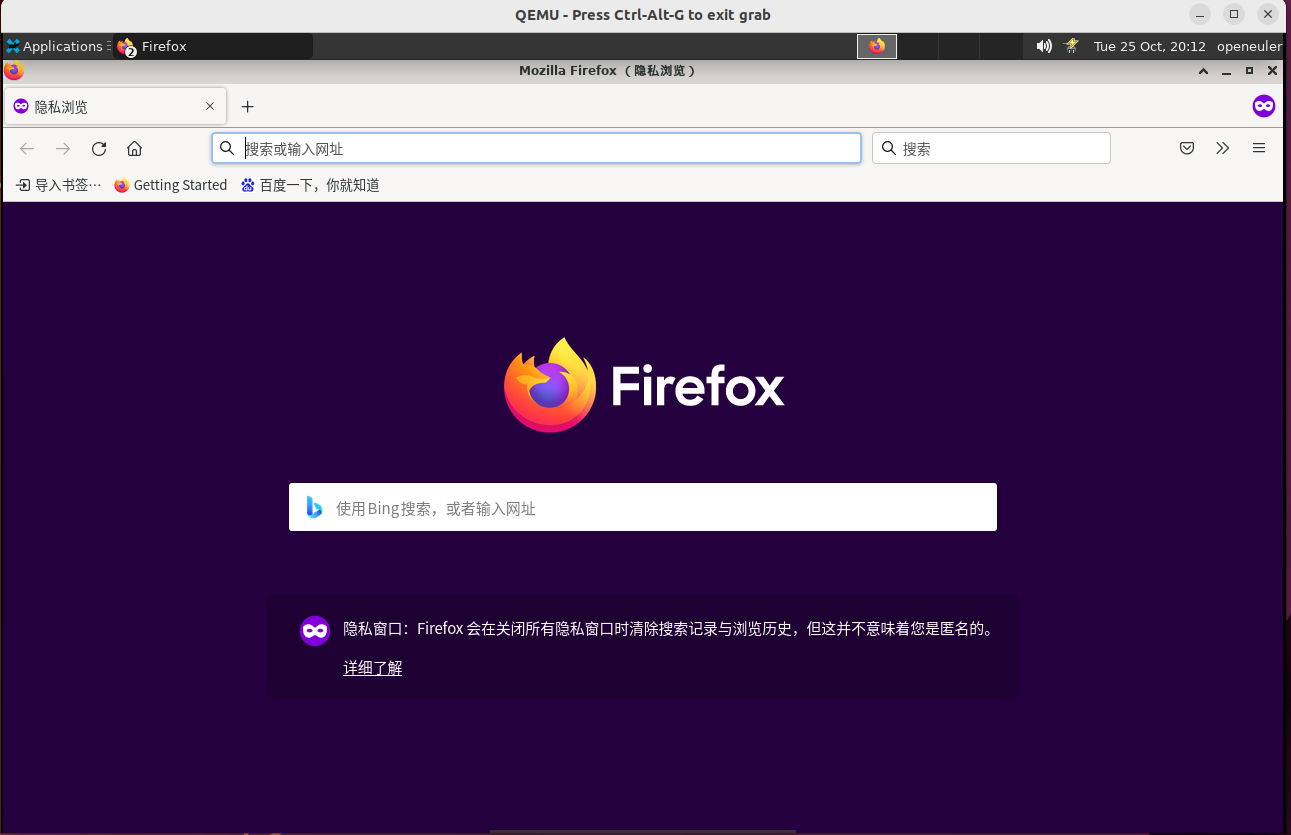 QEMU - Press Ctrl-Alt-G to exit grab
Applications 2 Firefox Tue 25 Oct, 20:12 openeuler
Mozilla Firefox （隐私浏览）
隐私浏览
搜索或输入网址 搜索
导入书签… Getting Started 百度一下，你就知道
Firefox
使用Bing搜索，或者输入网址
隐私窗口：Firefox 会在关闭所有隐私窗口时清除搜索记录与浏览历史，但这并不意味着您是匿名的。
详细了解